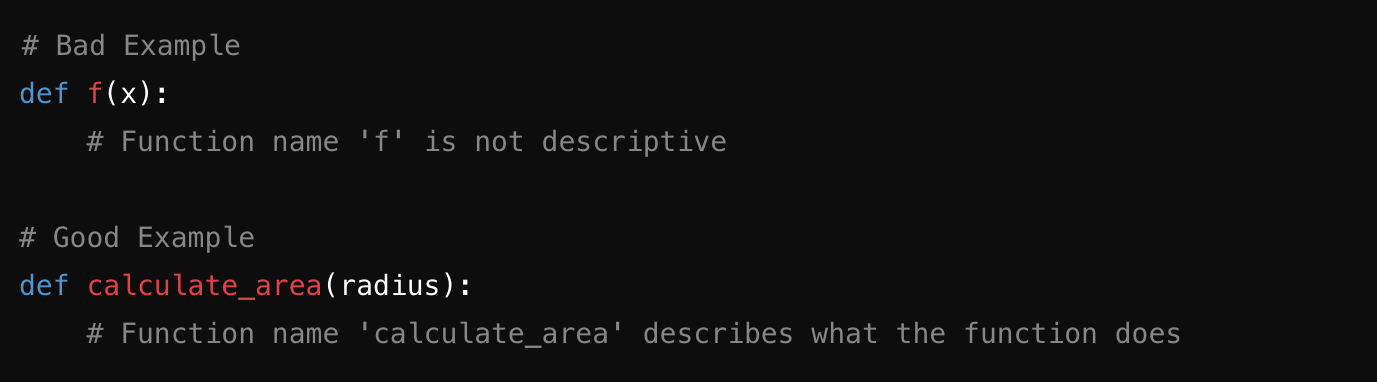 # Bad Example
def f(x):
    # Function name 'f' is not descriptive
# Good Example
def calculate_area(radius):
    # Function name 'calculate_area' describes what the function does